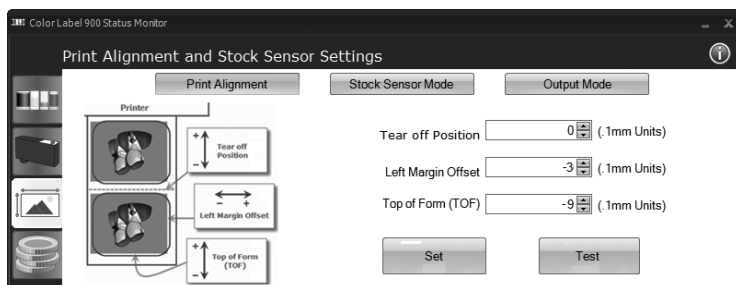 Color Label 900 Status Monitor
Print Alignment and Stock Sensor Settings
Print Alignment
Stock Sensor Mode
Output Mode
Printer
+
-
Tear off
Position
- +
Left Margin Offset
+
-
Top of Form
(TOF)
Tear off Position 0 (.1mm Units)
Left Margin Offset -3 (.1mm Units)
Top of Form (TOF) -9 (.1mm Units)
Set
Test